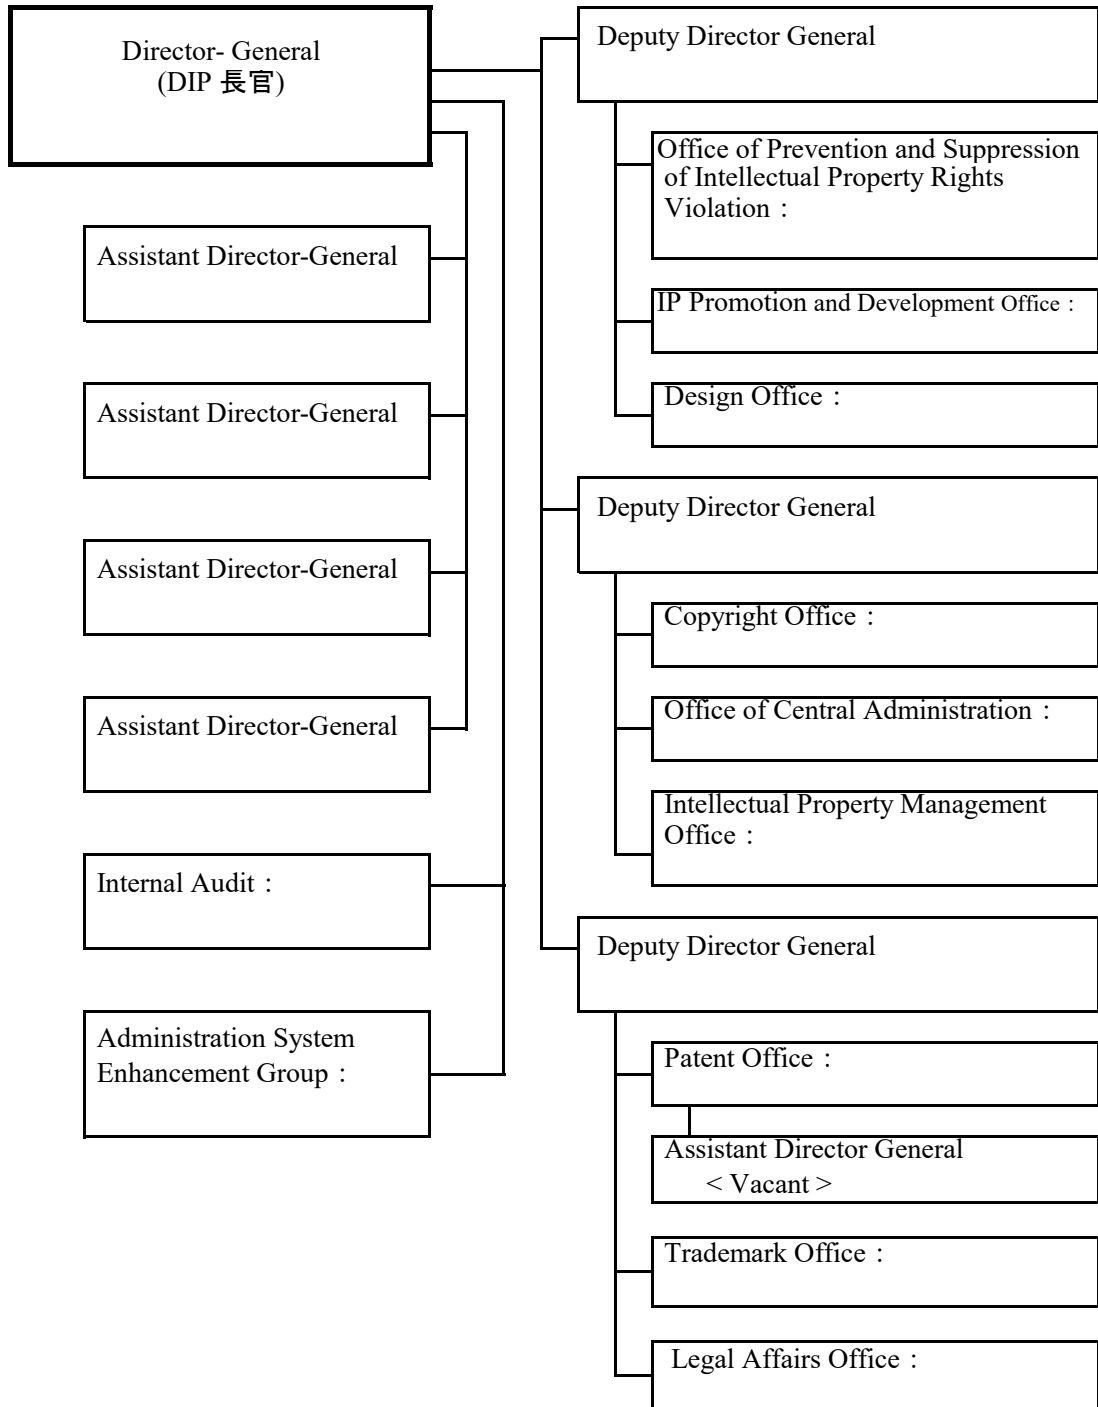 Director- General
(DIP 長官)
Assistant Director-General
Assistant Director-General
Assistant Director-General
Assistant Director-General
Internal Audit：
Administration System
Enhancement Group：
Deputy Director General
Office of Prevention and Suppression
of Intellectual Property Rights
Violation：
IP Promotion and Development Office：
Design Office：
Deputy Director General
Copyright Office：
Office of Central Administration：
Intellectual Property Management
Office：
Deputy Director General
Patent Office：
Assistant Director General
< Vacant >
Trademark Office：
Legal Affairs Office：